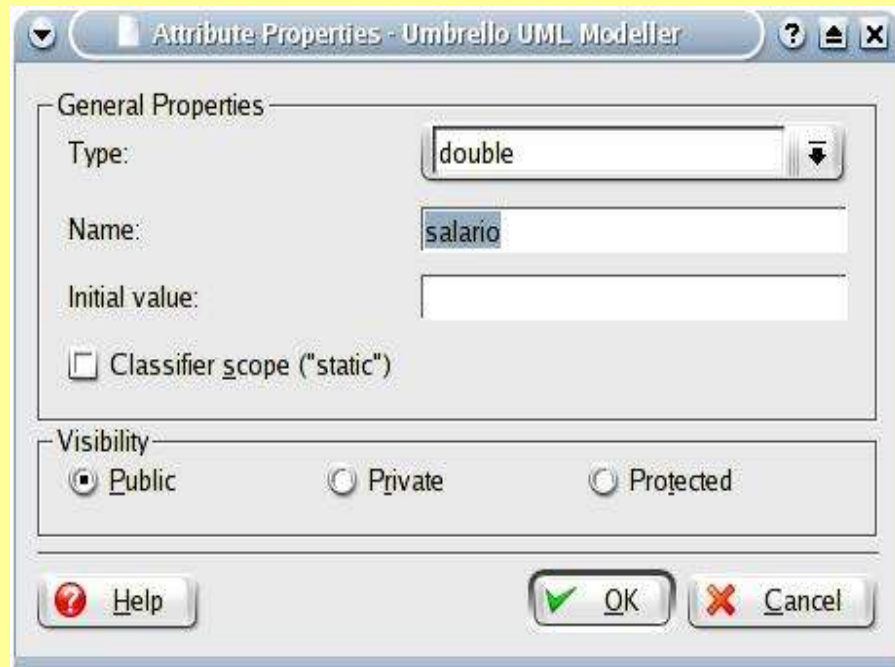 Attribute Properties - Umbrello UML Modeller
General Properties
Type: double
Name: salario
Initial value:
Classifier scope ("static")
Visibility
Public Private Protected
Help OK Cancel